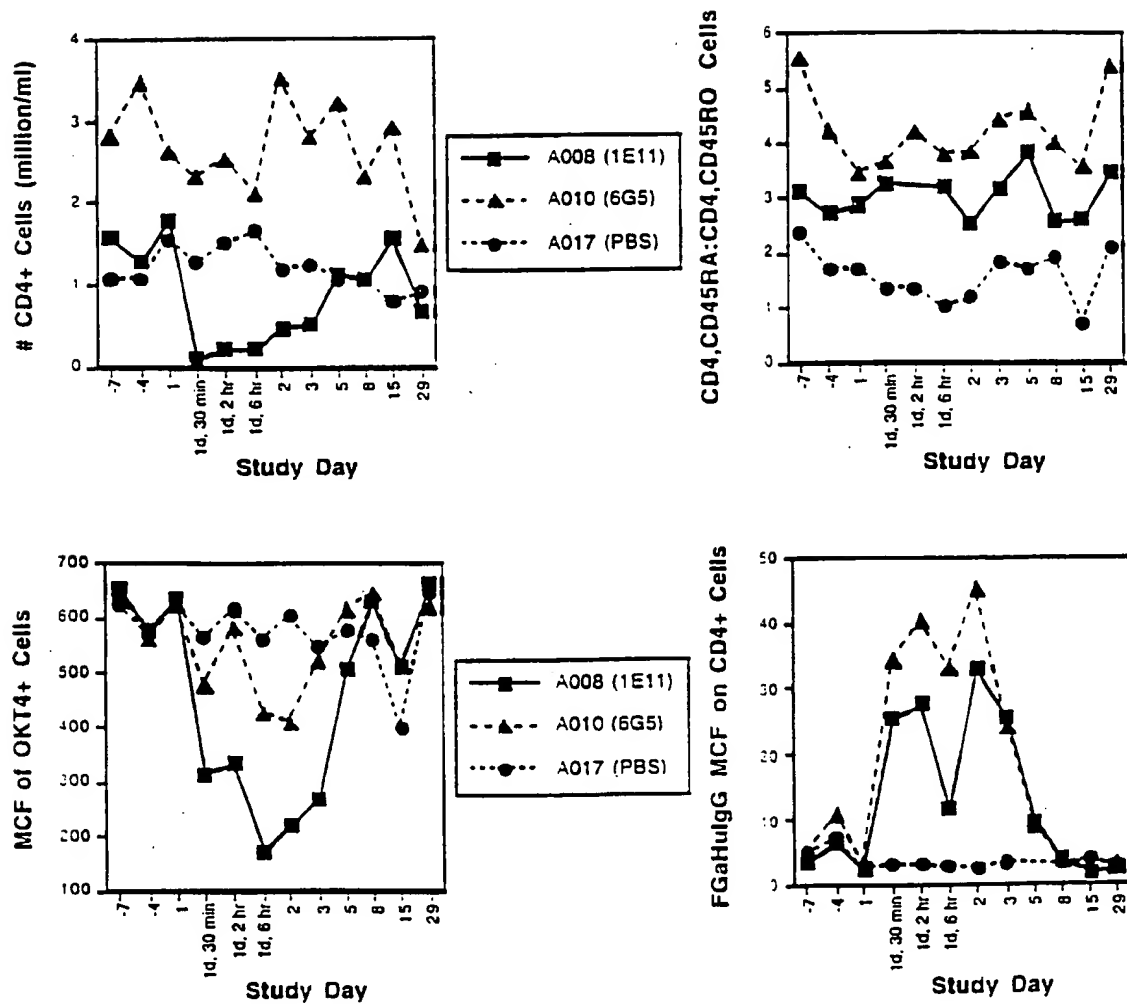 # CD4+ Cells (million/ml)
4
3
2
1
0
-7
-4
1
1d, 30 min
1d, 2 hr
1d, 6 hr
2
3
5
8
15
29
Study Day
A008 (1E11)
A010 (6G5)
A017 (PBS)
CD4,CD45RA:CD4,CD45RO Cells
6
5
4
3
2
1
0
-7
-4
1
1d, 30 min
1d, 2 hr
1d, 6 hr
2
3
5
8
15
29
Study Day
MCF of OKT4+ Cells
700
600
500
400
300
200
100
-7
-4
1
1d, 30 min
1d, 2 hr
1d, 6 hr
2
3
5
8
15
29
Study Day
A008 (1E11)
A010 (6G5)
A017 (PBS)
FGaHuIgG MCF on CD4+ Cells
50
40
30
20
10
0
-7
-4
1
1d, 30 min
1d, 2 hr
1d, 6 hr
2
3
5
8
15
29
Study Day